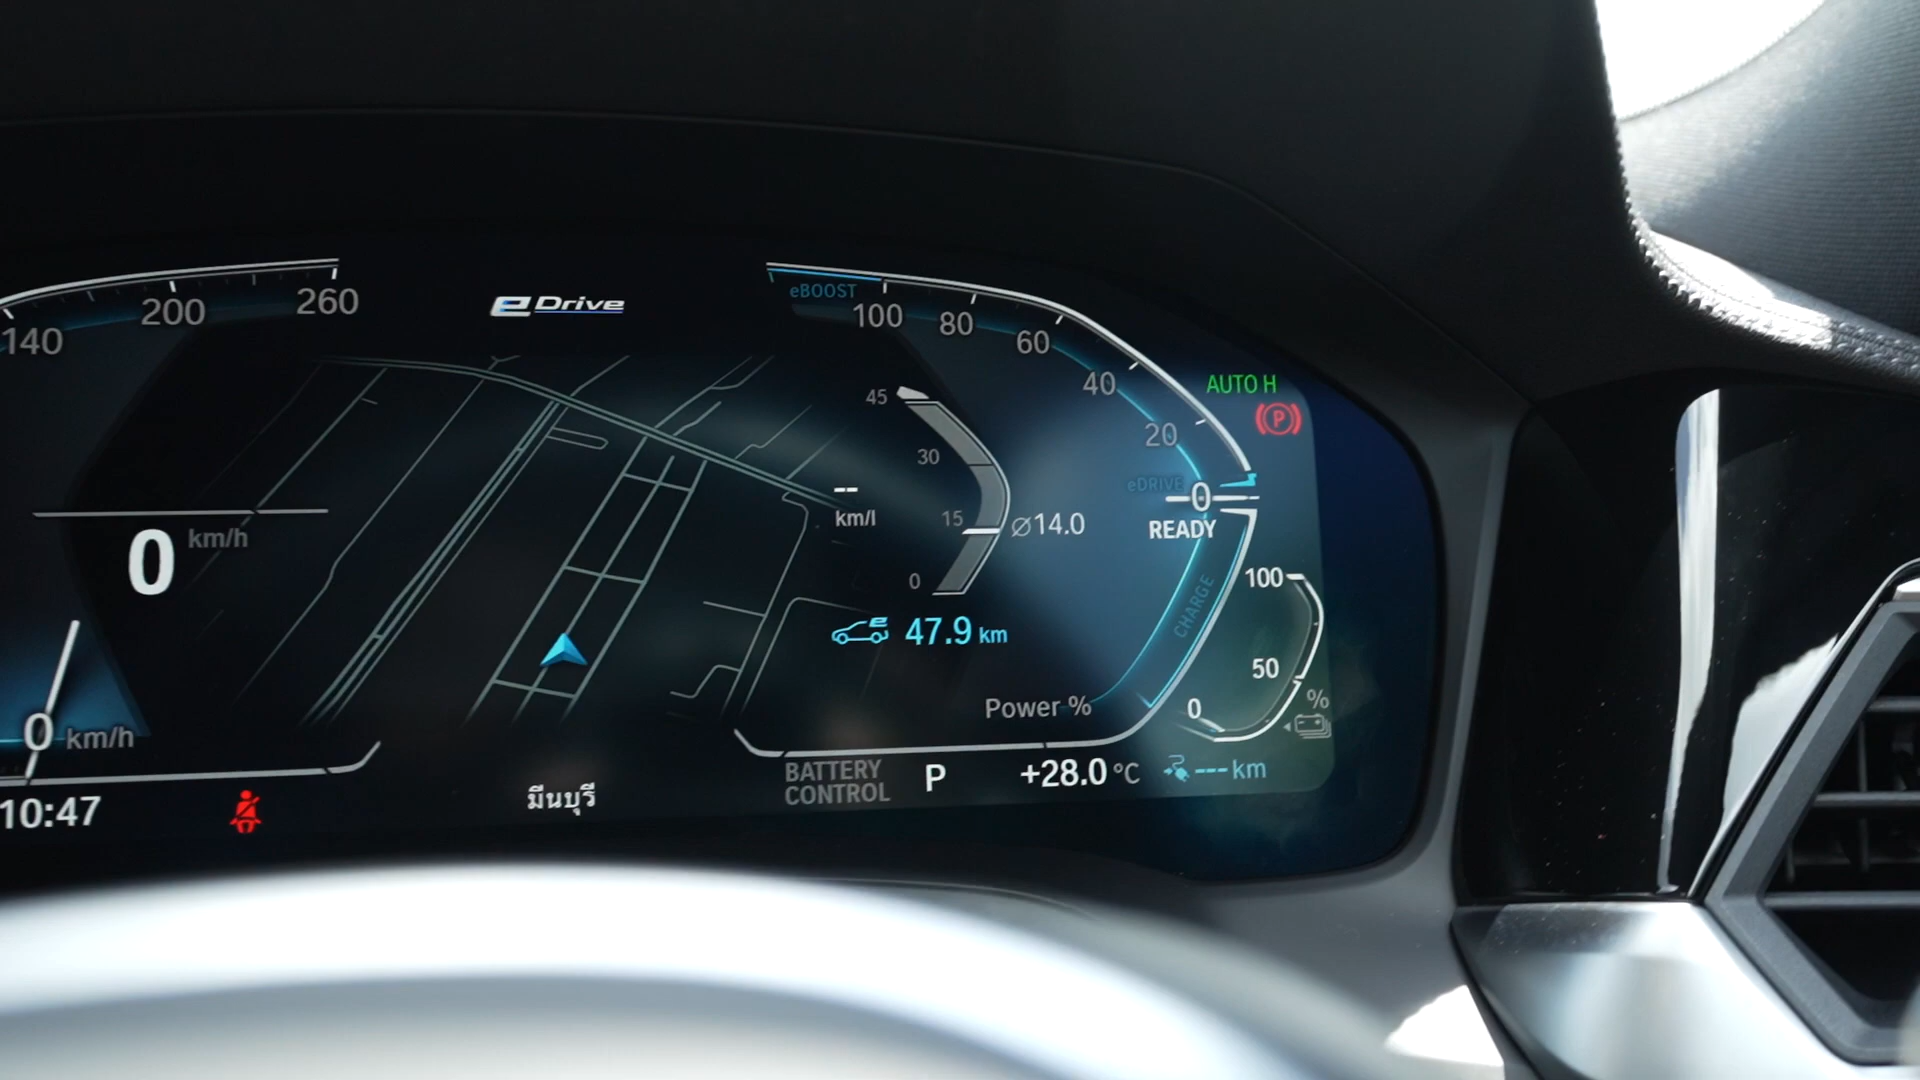 140
200
260
eDrive
eBOOST
100
80
60
40
20
0
eDRIVE
READY
CHARGE
AUTO H
P
45
30
15
0
--
km/l
⌀14.0
47.9 km
0 km/h
0 km/h
Power %
100
50
0
%
10:47
มีนบุรี
BATTERY
CONTROL
P
+28.0 °C
---km